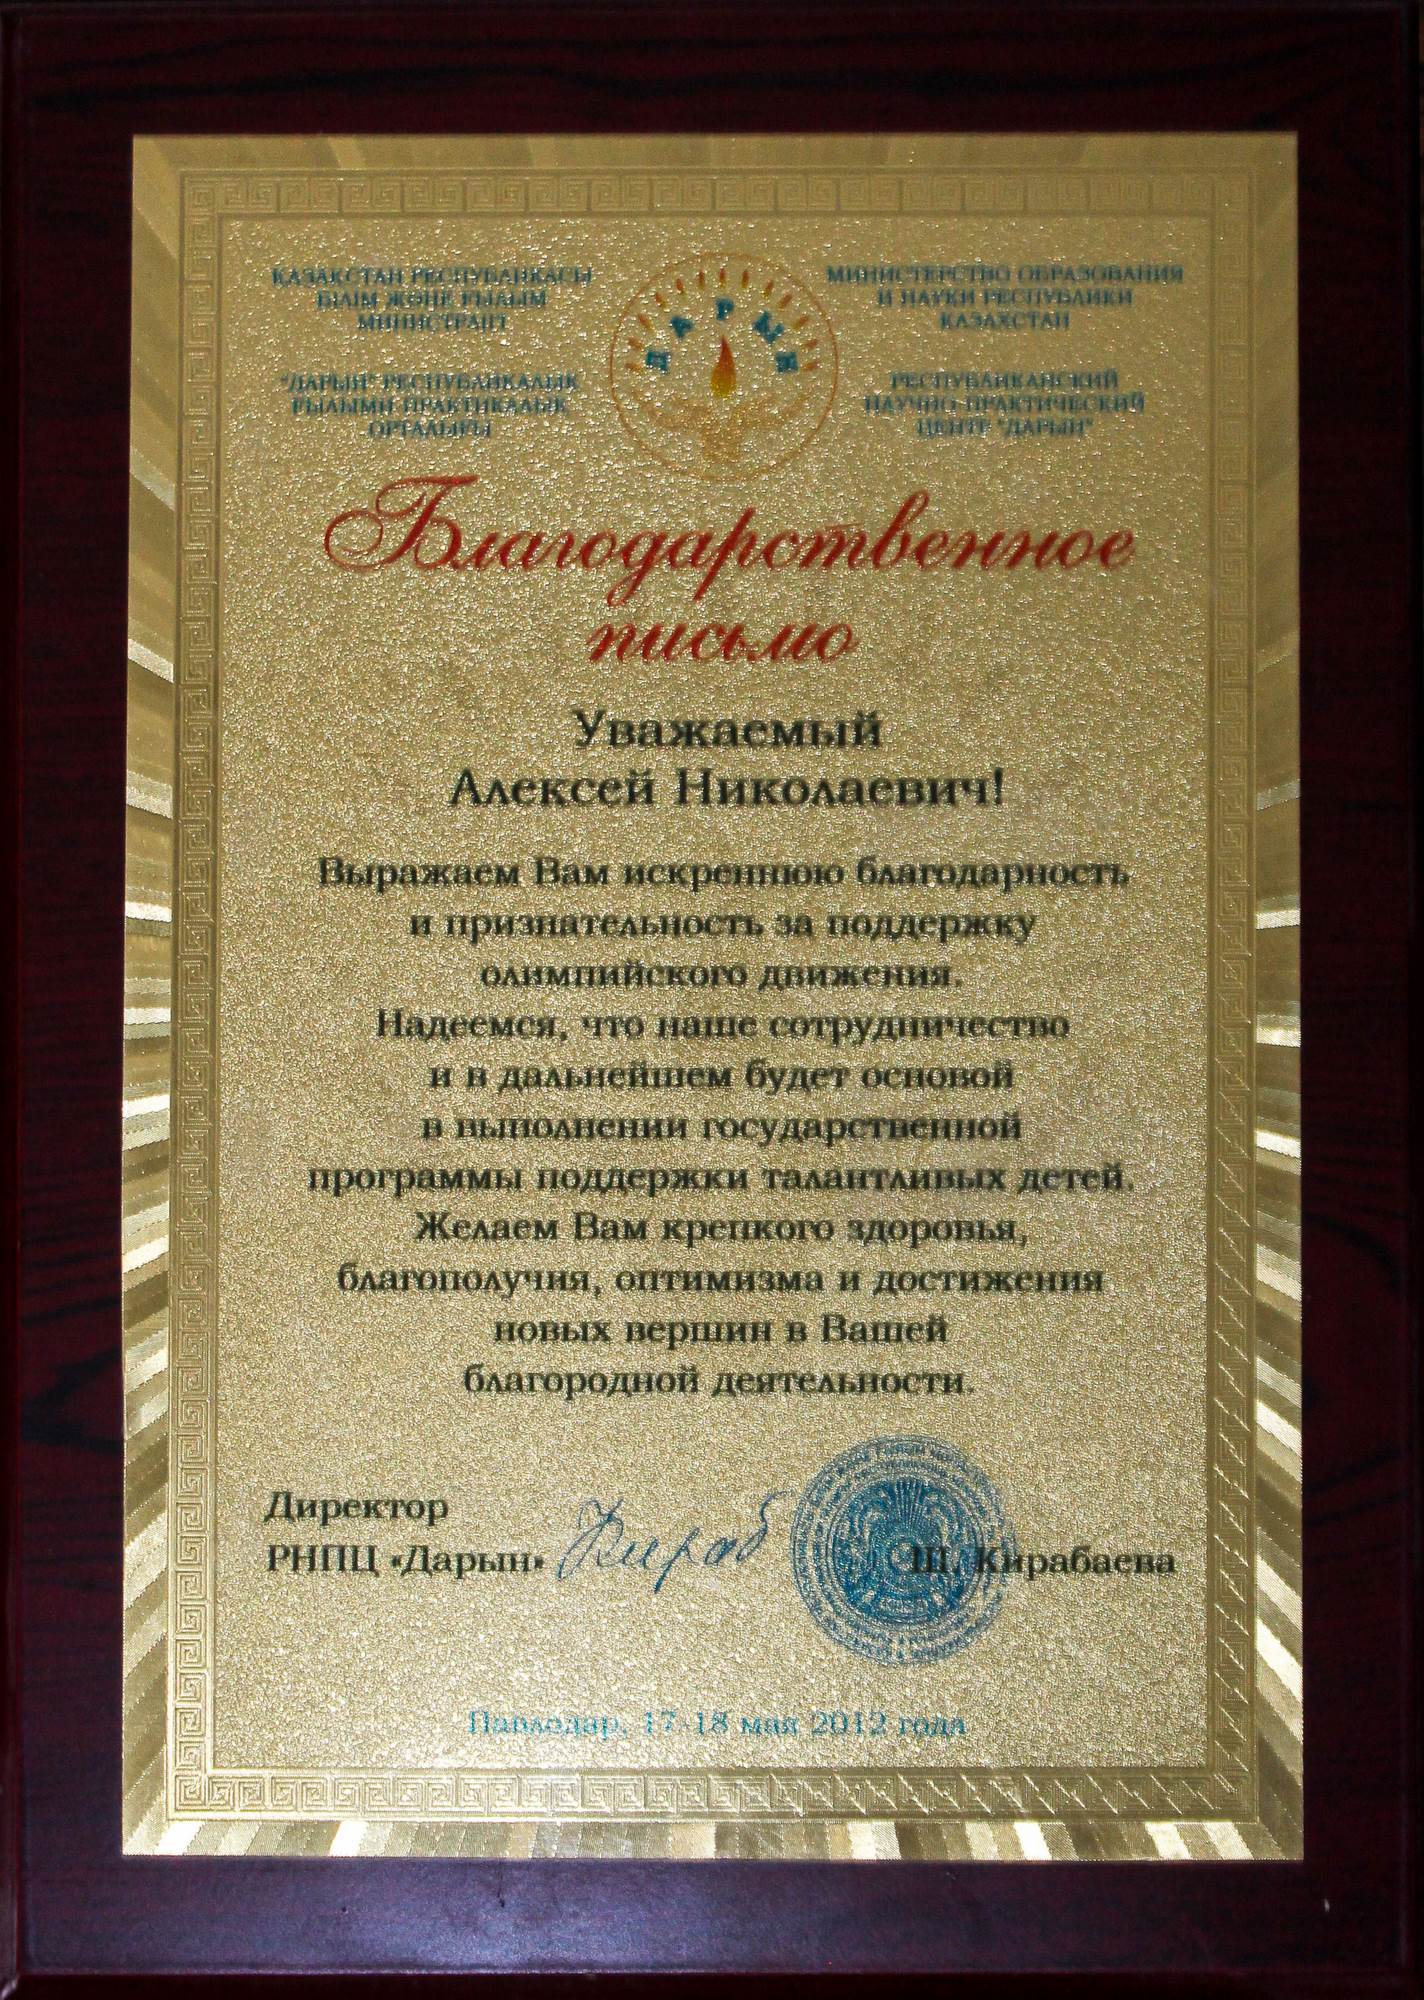 ҚАЗАҚСТАН РЕСПУБЛИКАСЫ
БІЛІМ ЖӘНЕ ҒЫЛЫМ
МИНИСТРЛІГІ
"ДАРЫН" РЕСПУБЛИКАЛЫҚ
ҒЫЛЫМИ-ПРАКТИКАЛЫҚ
ОРТАЛЫҒЫ
ДАРЫН
МИНИСТЕРСТВО ОБРАЗОВАНИЯ
И НАУКИ РЕСПУБЛИКИ
КАЗАХСТАН
РЕСПУБЛИКАНСКИЙ
НАУЧНО-ПРАКТИЧЕСКИЙ
ЦЕНТР "ДАРЫН"
Благодарственное
письмо
Уважаемый
Алексей Николаевич!
Выражаем Вам искреннюю благодарность
и признательность за поддержку
олимпийского движения.
Надеемся, что наше сотрудничество
и в дальнейшем будет основой
в выполнении государственной
программы поддержки талантливых детей.
Желаем Вам крепкого здоровья,
благополучия, оптимизма и достижения
новых вершин в Вашей
благородной деятельности.
Директор
РНПЦ «Дарын»
Ш. Кирабаева
Павлодар, 17-18 мая 2012 года